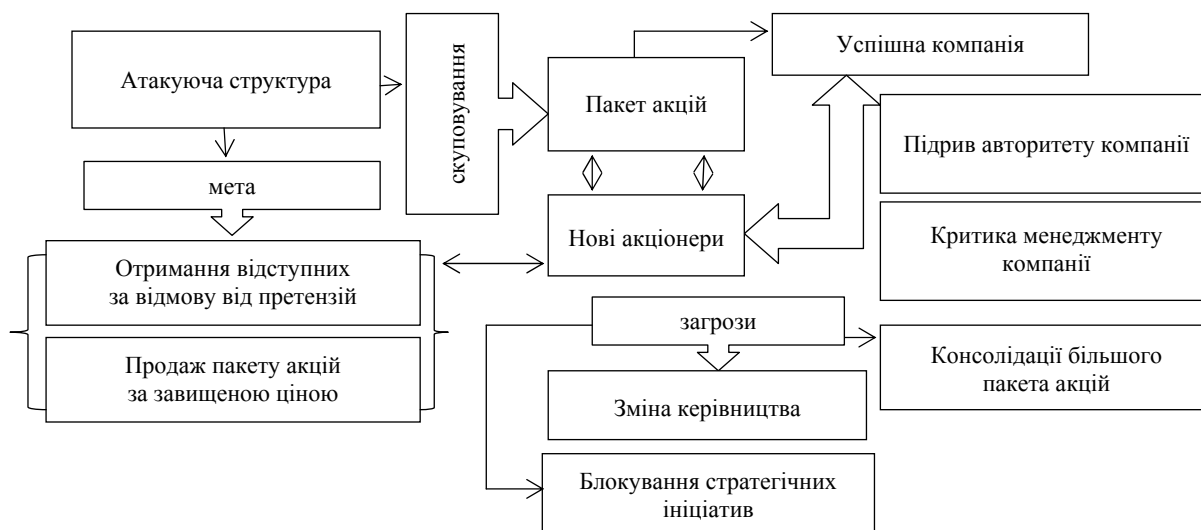 Атакуюча структура
скуповування
Пакет акцій
Успішна компанія
Підрив авторитету компанії
мета
Нові акціонери
Критика менеджменту
компанії
Отримання відступних
за відмову від претензій
Продаж пакету акцій
за завищеною ціною
загрози
Консолідації більшого
пакета акцій
Зміна керівництва
Блокування стратегічних
ініціатив